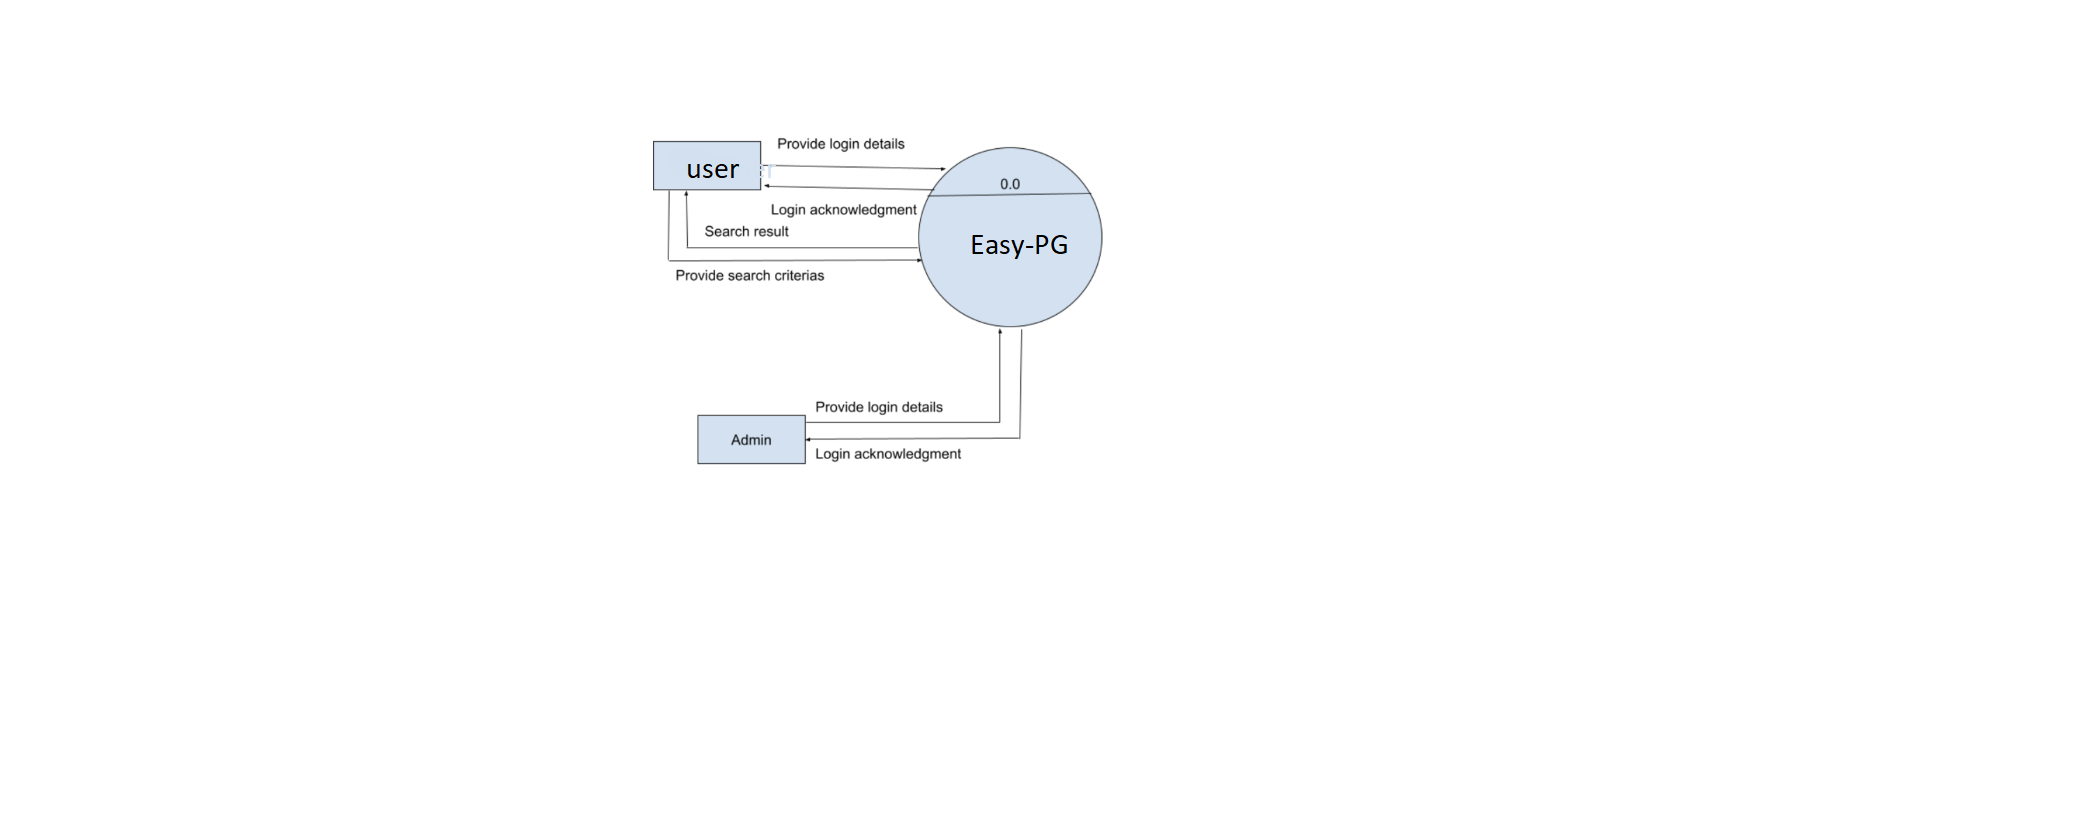 Provide login details
user
0.0
Login acknowledgment
Search result
Easy-PG
Provide search criterias
Provide login details
Admin
Login acknowledgment